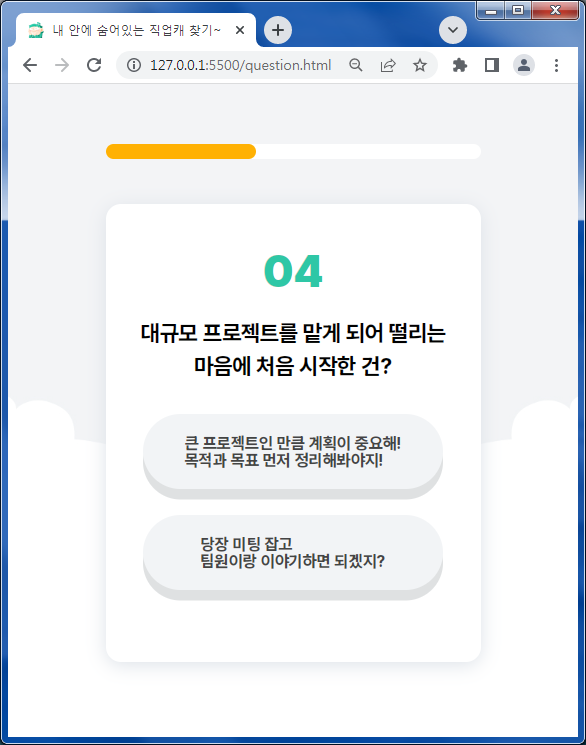 내 안에 숨어있는 직업캐 찾기~
127.0.0.1:5500/question.html
04
대규모 프로젝트를 맡게 되어 떨리는
마음에 처음 시작한 건?
큰 프로젝트인 만큼 계획이 중요해!
목적과 목표 먼저 정리해봐야지!
당장 미팅 잡고
팀원이랑 이야기하면 되겠지?